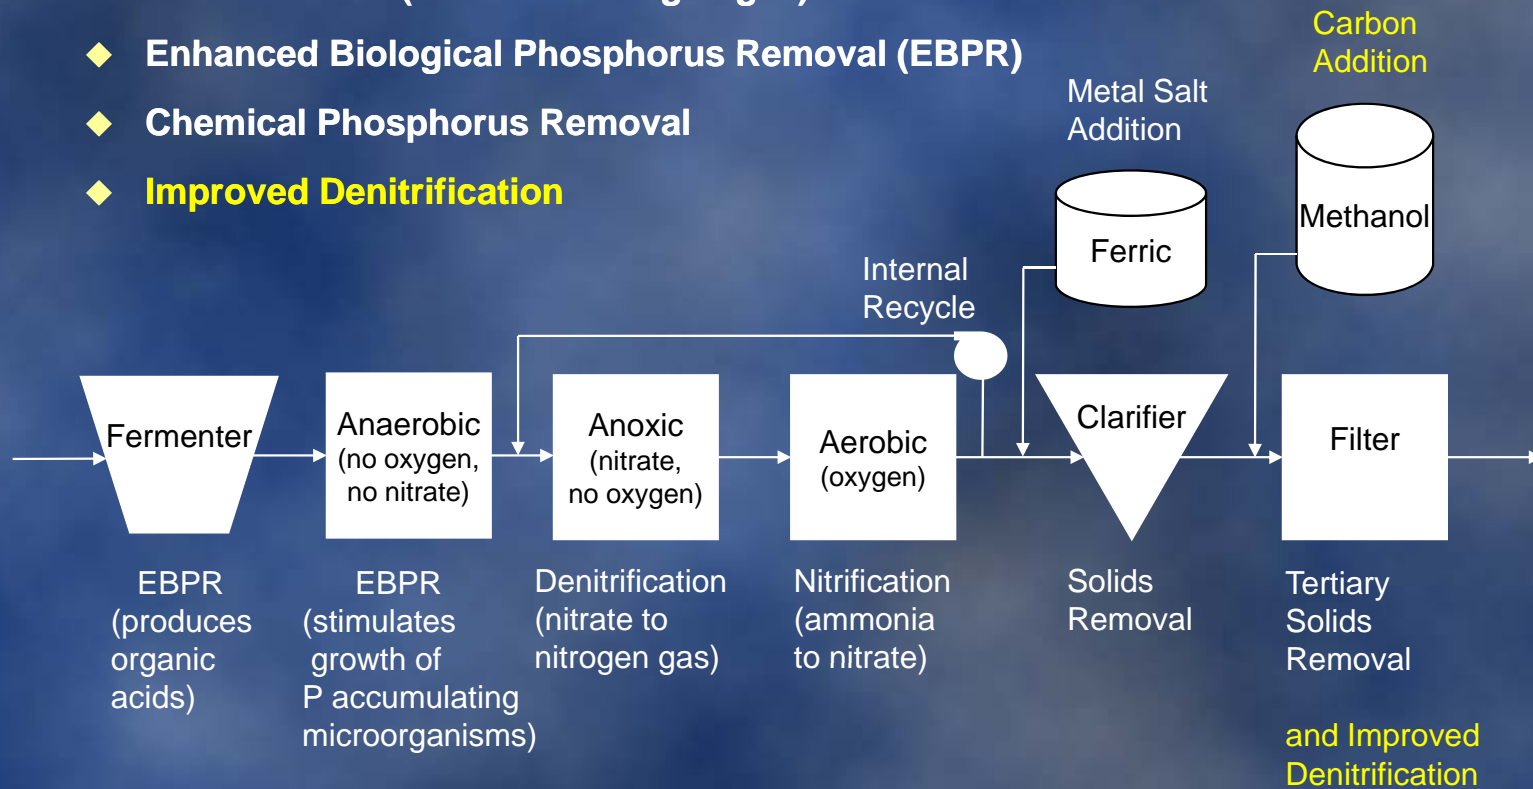 Enhanced Biological Phosphorus Removal (EBPR)
Chemical Phosphorus Removal
Improved Denitrification
Carbon
Addition
Metal Salt
Addition
Methanol
Ferric
Internal
Recycle
Fermenter
Anaerobic
(no oxygen,
no nitrate)
Anoxic
(nitrate,
no oxygen)
Aerobic
(oxygen)
Clarifier
Filter
EBPR
(produces
organic
acids)
EBPR
(stimulates
growth of
P accumulating
microorganisms)
Denitrification
(nitrate to
nitrogen gas)
Nitrification
(ammonia
to nitrate)
Solids
Removal
Tertiary
Solids
Removal
and Improved
Denitrification